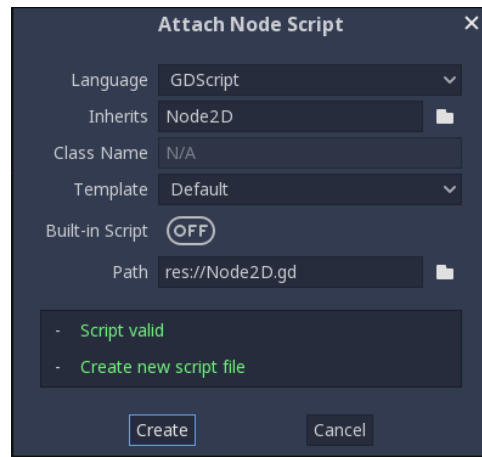 Attach Node Script
Language GDScript
Inherits Node2D
Class Name N/A
Template Default
Built-in Script OFF
Path res://Node2D.gd
- Script valid
- Create new script file
Create Cancel